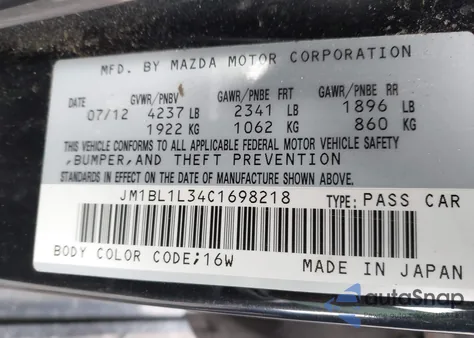 MFD. BY MAZDA MOTOR CORPORATION
DATE GVWR/PNBV GAWR/PNBE FRT GAWR/PNBE RR
07/12 4237 LB 2341 LB 1896 LB
1922 KG 1062 KG 860 KG
THIS VEHICLE CONFORMS TO ALL APPLICABLE FEDERAL MOTOR VEHICLE SAFETY
,BUMPER,AND THEFT PREVENTION
STANDARDS IN EFFECT ON THE DATE OF MANUFACTURE SHOWN ABOVE.
JM1BL1L34C1698218 TYPE: PASS CAR
BODY COLOR CODE;16W MADE IN JAPAN
autoSnap